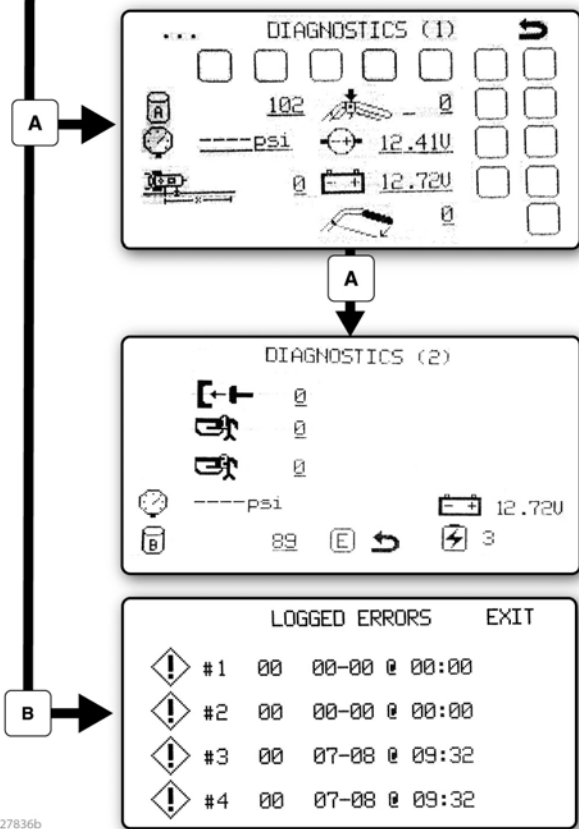 ... DIAGNOSTICS (1)
A
A 102 _ 0
----psi 12.41V
0 12.72V
x
0
A
DIAGNOSTICS (2)
0
1 0
2 0
----psi 12.72V
B 89 E 3
LOGGED ERRORS EXIT
#1 00 00-00 @ 00:00
B
#2 00 00-00 @ 00:00
#3 00 07-08 @ 09:32
#4 00 07-08 @ 09:32
27836b